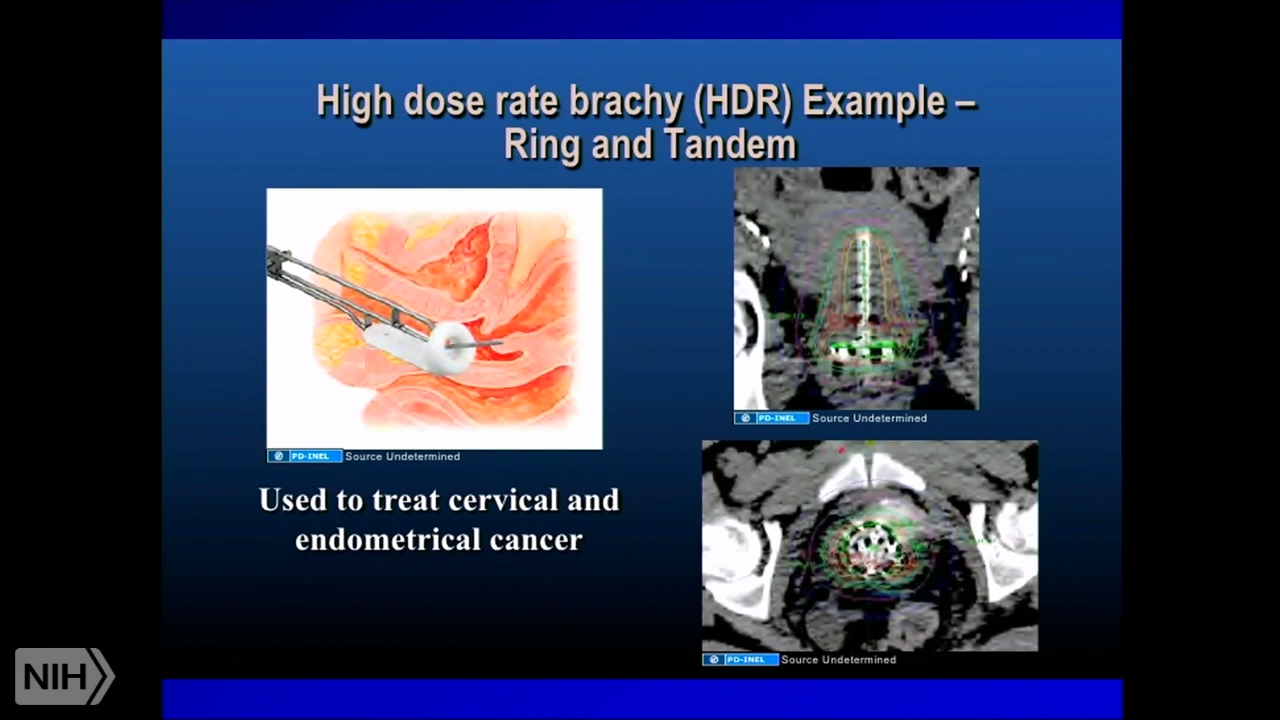 High dose rate brachy (HDR) Example –
Ring and Tandem
PD-INEL Source Undetermined
Used to treat cervical and
endometrical cancer
PD-INEL Source Undetermined
PD-INEL Source Undetermined
NIH